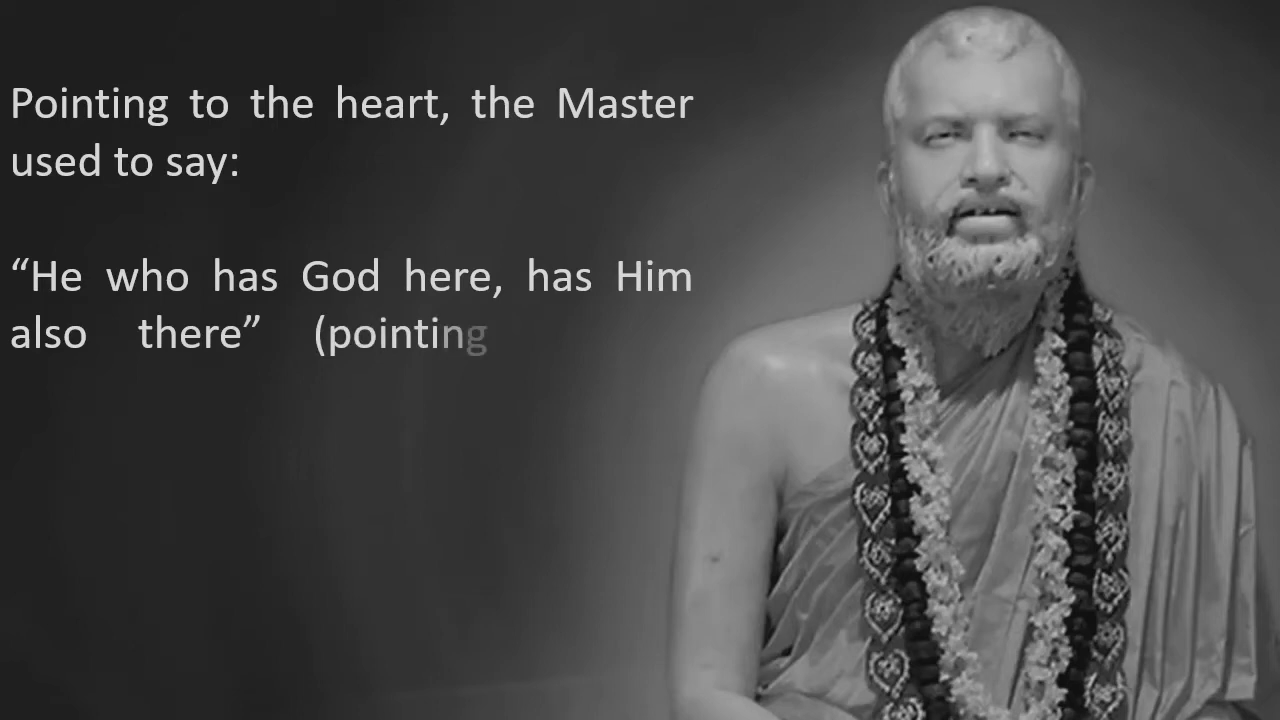 Pointing to the heart, the Master
used to say:
“He who has God here, has Him
also there” (pointing